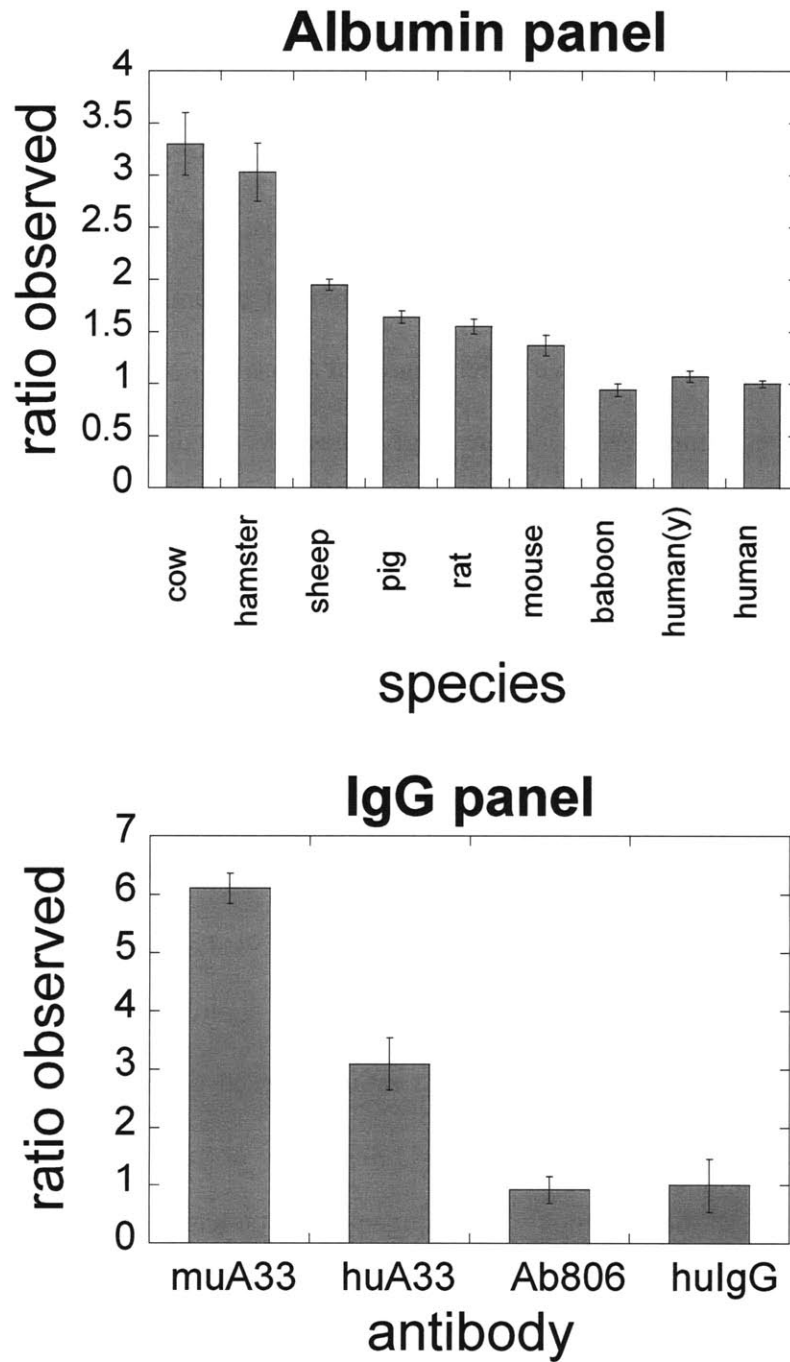 Albumin panel
4
3.5
3
2.5
2
1.5
1
0.5
0
ratio observed
cow
hamster
sheep
pig
rat
mouse
baboon
human(y)
human
species
IgG panel
7
6
5
4
3
2
1
0
ratio observed
muA33 huA33 Ab806 huIgG
antibody